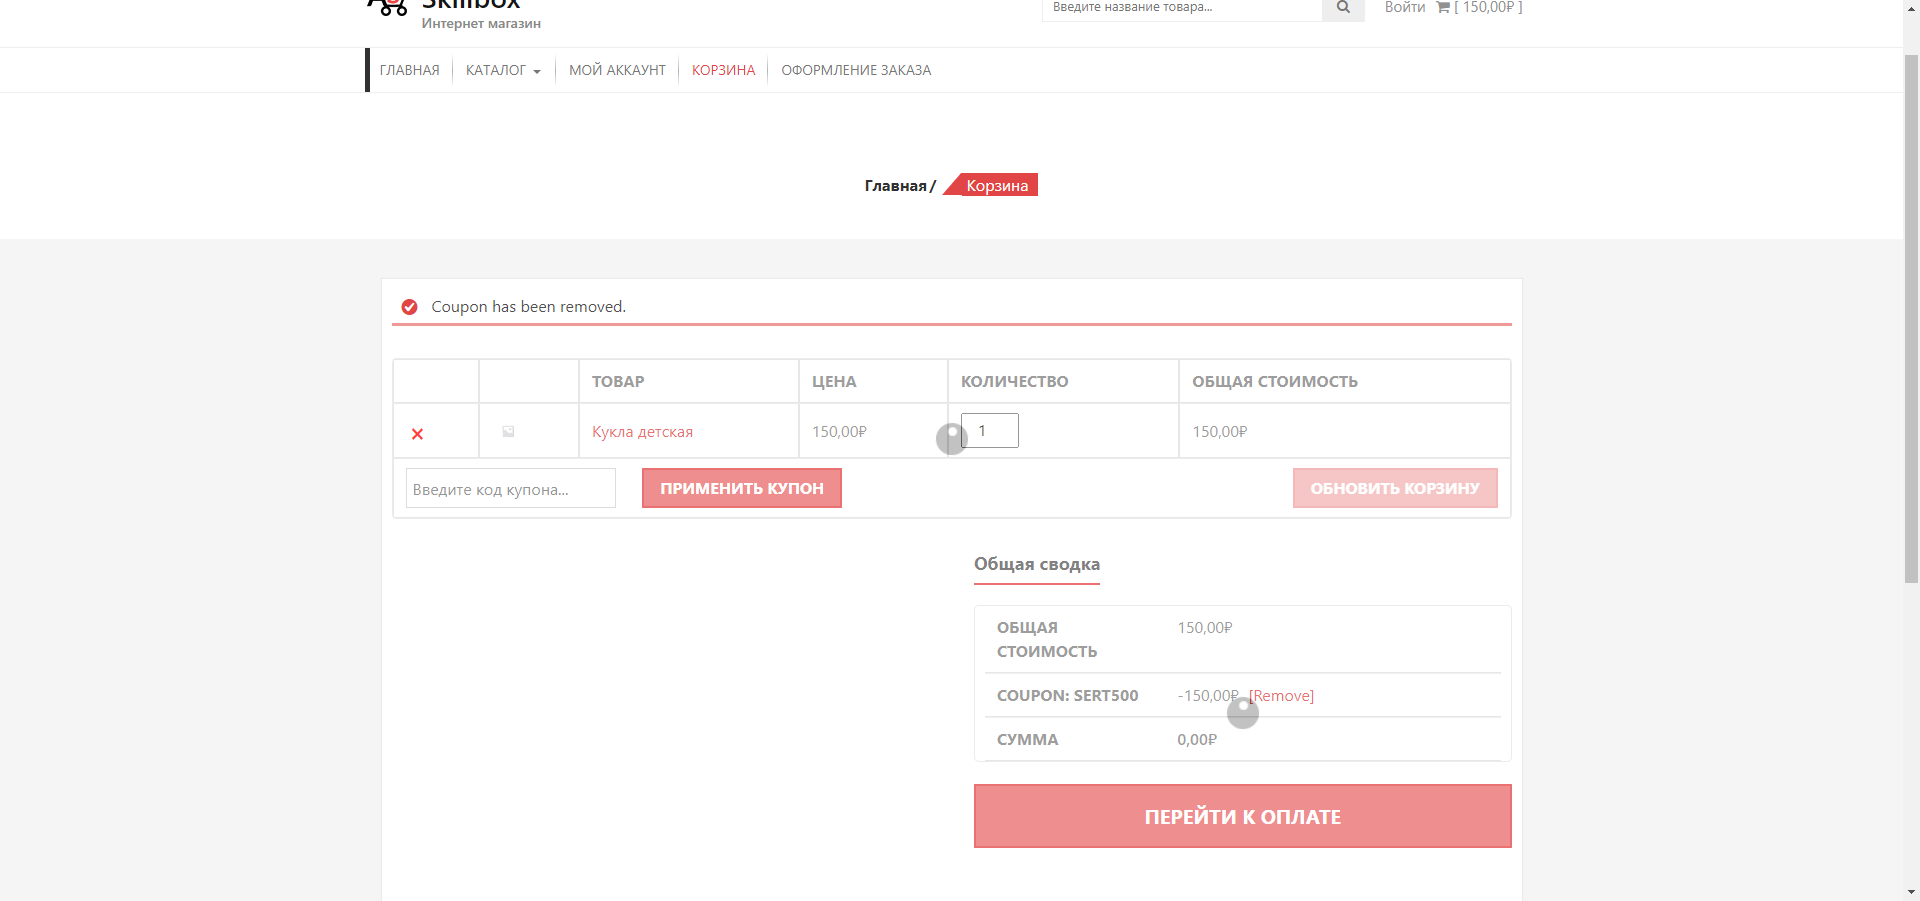 Skillbox
Интернет магазин
Введите название товара...
Войти [ 150,00₽ ]
ГЛАВНАЯ КАТАЛОГ МОЙ АККАУНТ КОРЗИНА ОФОРМЛЕНИЕ ЗАКАЗА
Главная / Корзина
Coupon has been removed.
ТОВАР ЦЕНА КОЛИЧЕСТВО ОБЩАЯ СТОИМОСТЬ
Кукла детская 150,00₽ 1 150,00₽
Введите код купона... ПРИМЕНИТЬ КУПОН ОБНОВИТЬ КОРЗИНУ
Общая сводка
ОБЩАЯ СТОИМОСТЬ 150,00₽
COUPON: SERT500 -150,00₽ [Remove]
СУММА 0,00₽
ПЕРЕЙТИ К ОПЛАТЕ